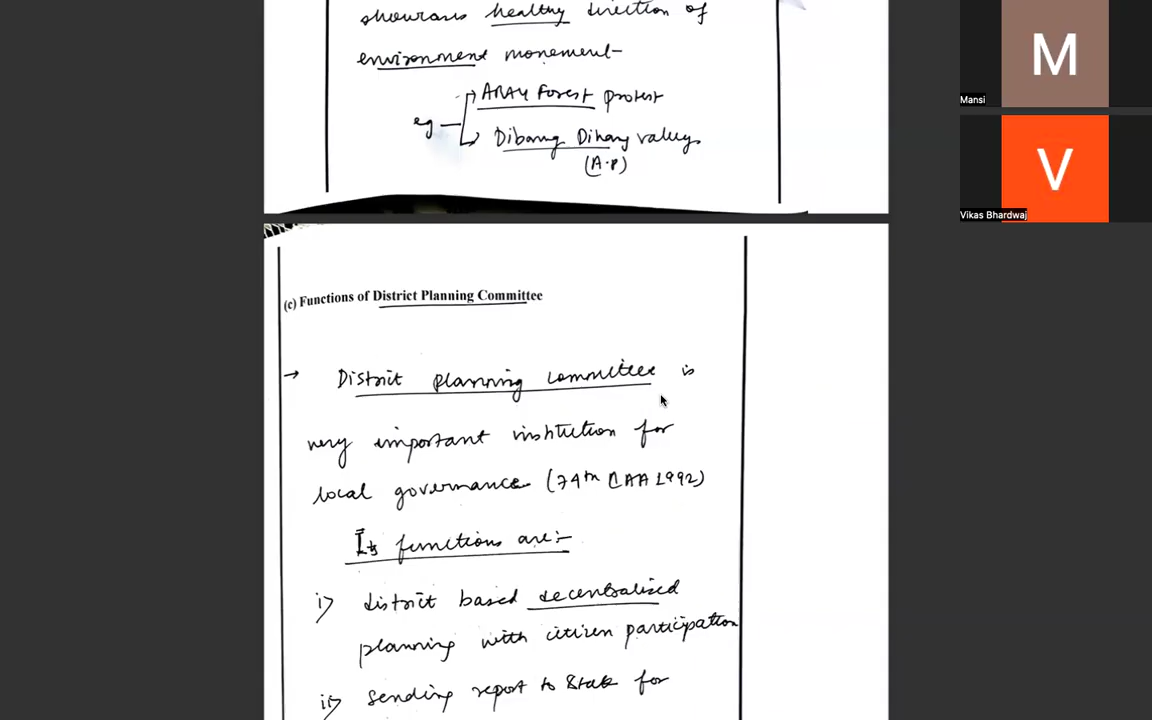 showcases healthy direction of
environment movement-
eg - ARAY Forest protest
Dibang Dihang valley
(A.P)
(c) Functions of District Planning Committee
→ District planning committee is
very important institution for
local governance (74th CAA 1992)
Its functions are:-
i) district based decentralised
planning with citizen participation
ii) sending report to State for
M
Mansi
V
Vikas Bhardwaj